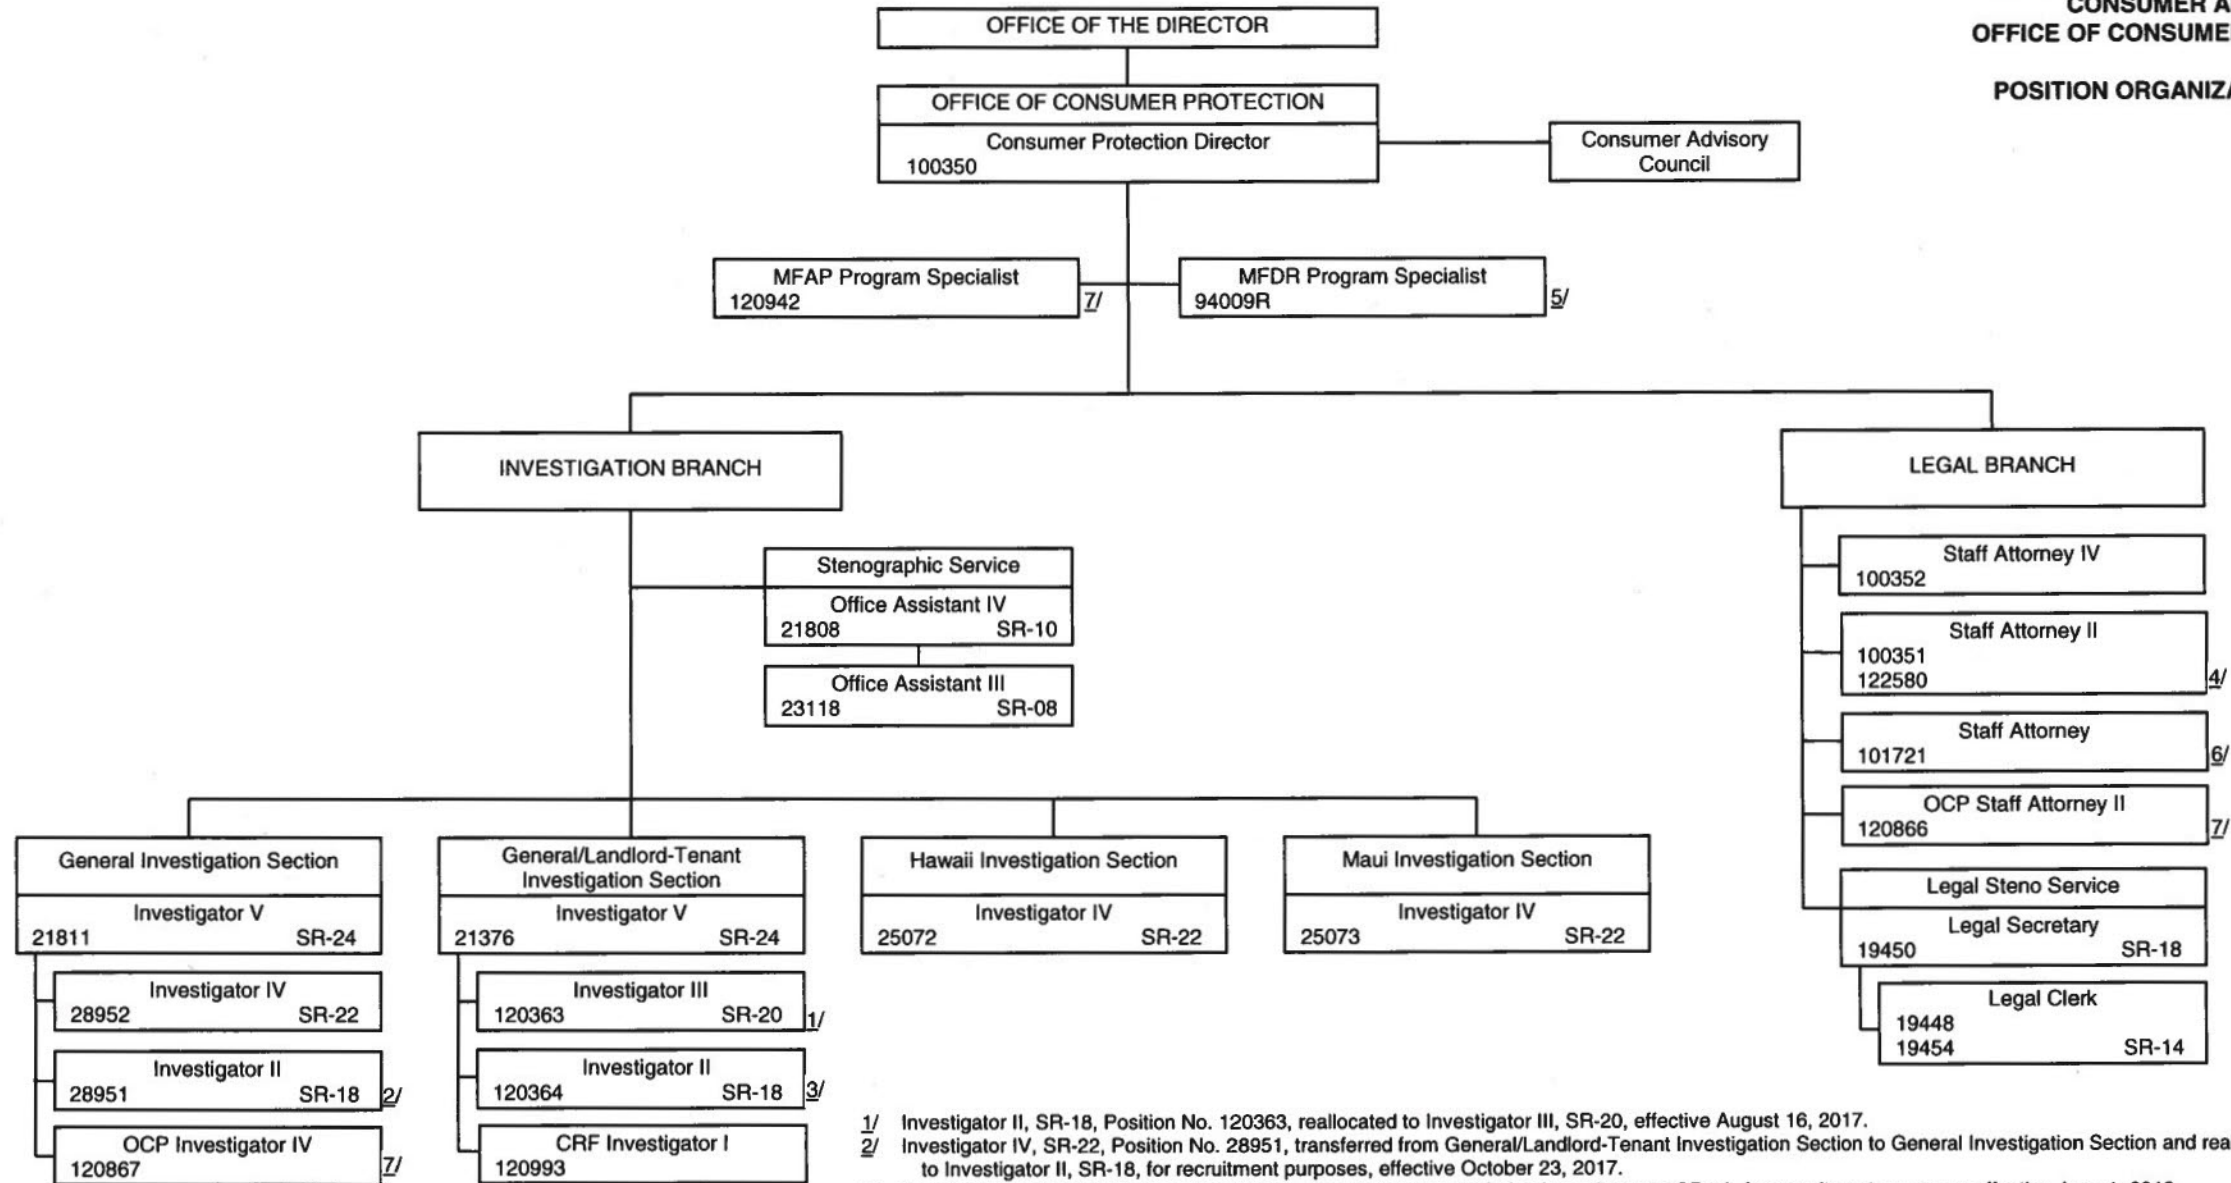 CONSUMER A
OFFICE OF CONSUME
POSITION ORGANIZA
OFFICE OF THE DIRECTOR
OFFICE OF CONSUMER PROTECTION
Consumer Protection Director
100350
Consumer Advisory
Council
MFAP Program Specialist
120942
7/
MFDR Program Specialist
94009R
5/
INVESTIGATION BRANCH
LEGAL BRANCH
Stenographic Service
Office Assistant IV
21808 SR-10
Office Assistant III
23118 SR-08
Staff Attorney IV
100352
Staff Attorney II
100351
122580
4/
Staff Attorney
101721
6/
OCP Staff Attorney II
120866
7/
Legal Steno Service
Legal Secretary
19450 SR-18
Legal Clerk
19448
19454 SR-14
General Investigation Section
Investigator V
21811 SR-24
Investigator IV
28952 SR-22
Investigator II
28951 SR-18 2/
OCP Investigator IV
120867
7/
General/Landlord-Tenant
Investigation Section
Investigator V
21376 SR-24
Investigator III
120363 SR-20 1/
Investigator II
120364 SR-18 3/
CRF Investigator I
120993
Hawaii Investigation Section
Investigator IV
25072 SR-22
Maui Investigation Section
Investigator IV
25073 SR-22
1/ Investigator II, SR-18, Position No. 120363, reallocated to Investigator III, SR-20, effective August 16, 2017.
2/ Investigator IV, SR-22, Position No. 28951, transferred from General/Landlord-Tenant Investigation Section to General Investigation Section and rea
to Investigator II, SR-18, for recruitment purposes, effective October 23, 2017.